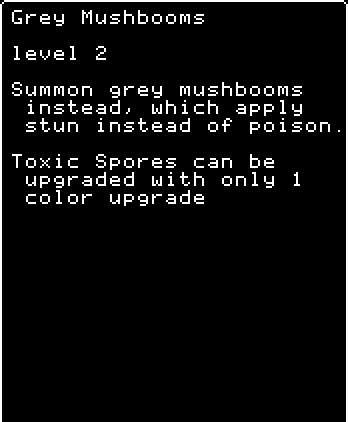 Grey Mushbooms
level 2
Summon grey mushbooms
instead, which apply
stun instead of poison.
Toxic Spores can be
upgraded with only 1
color upgrade